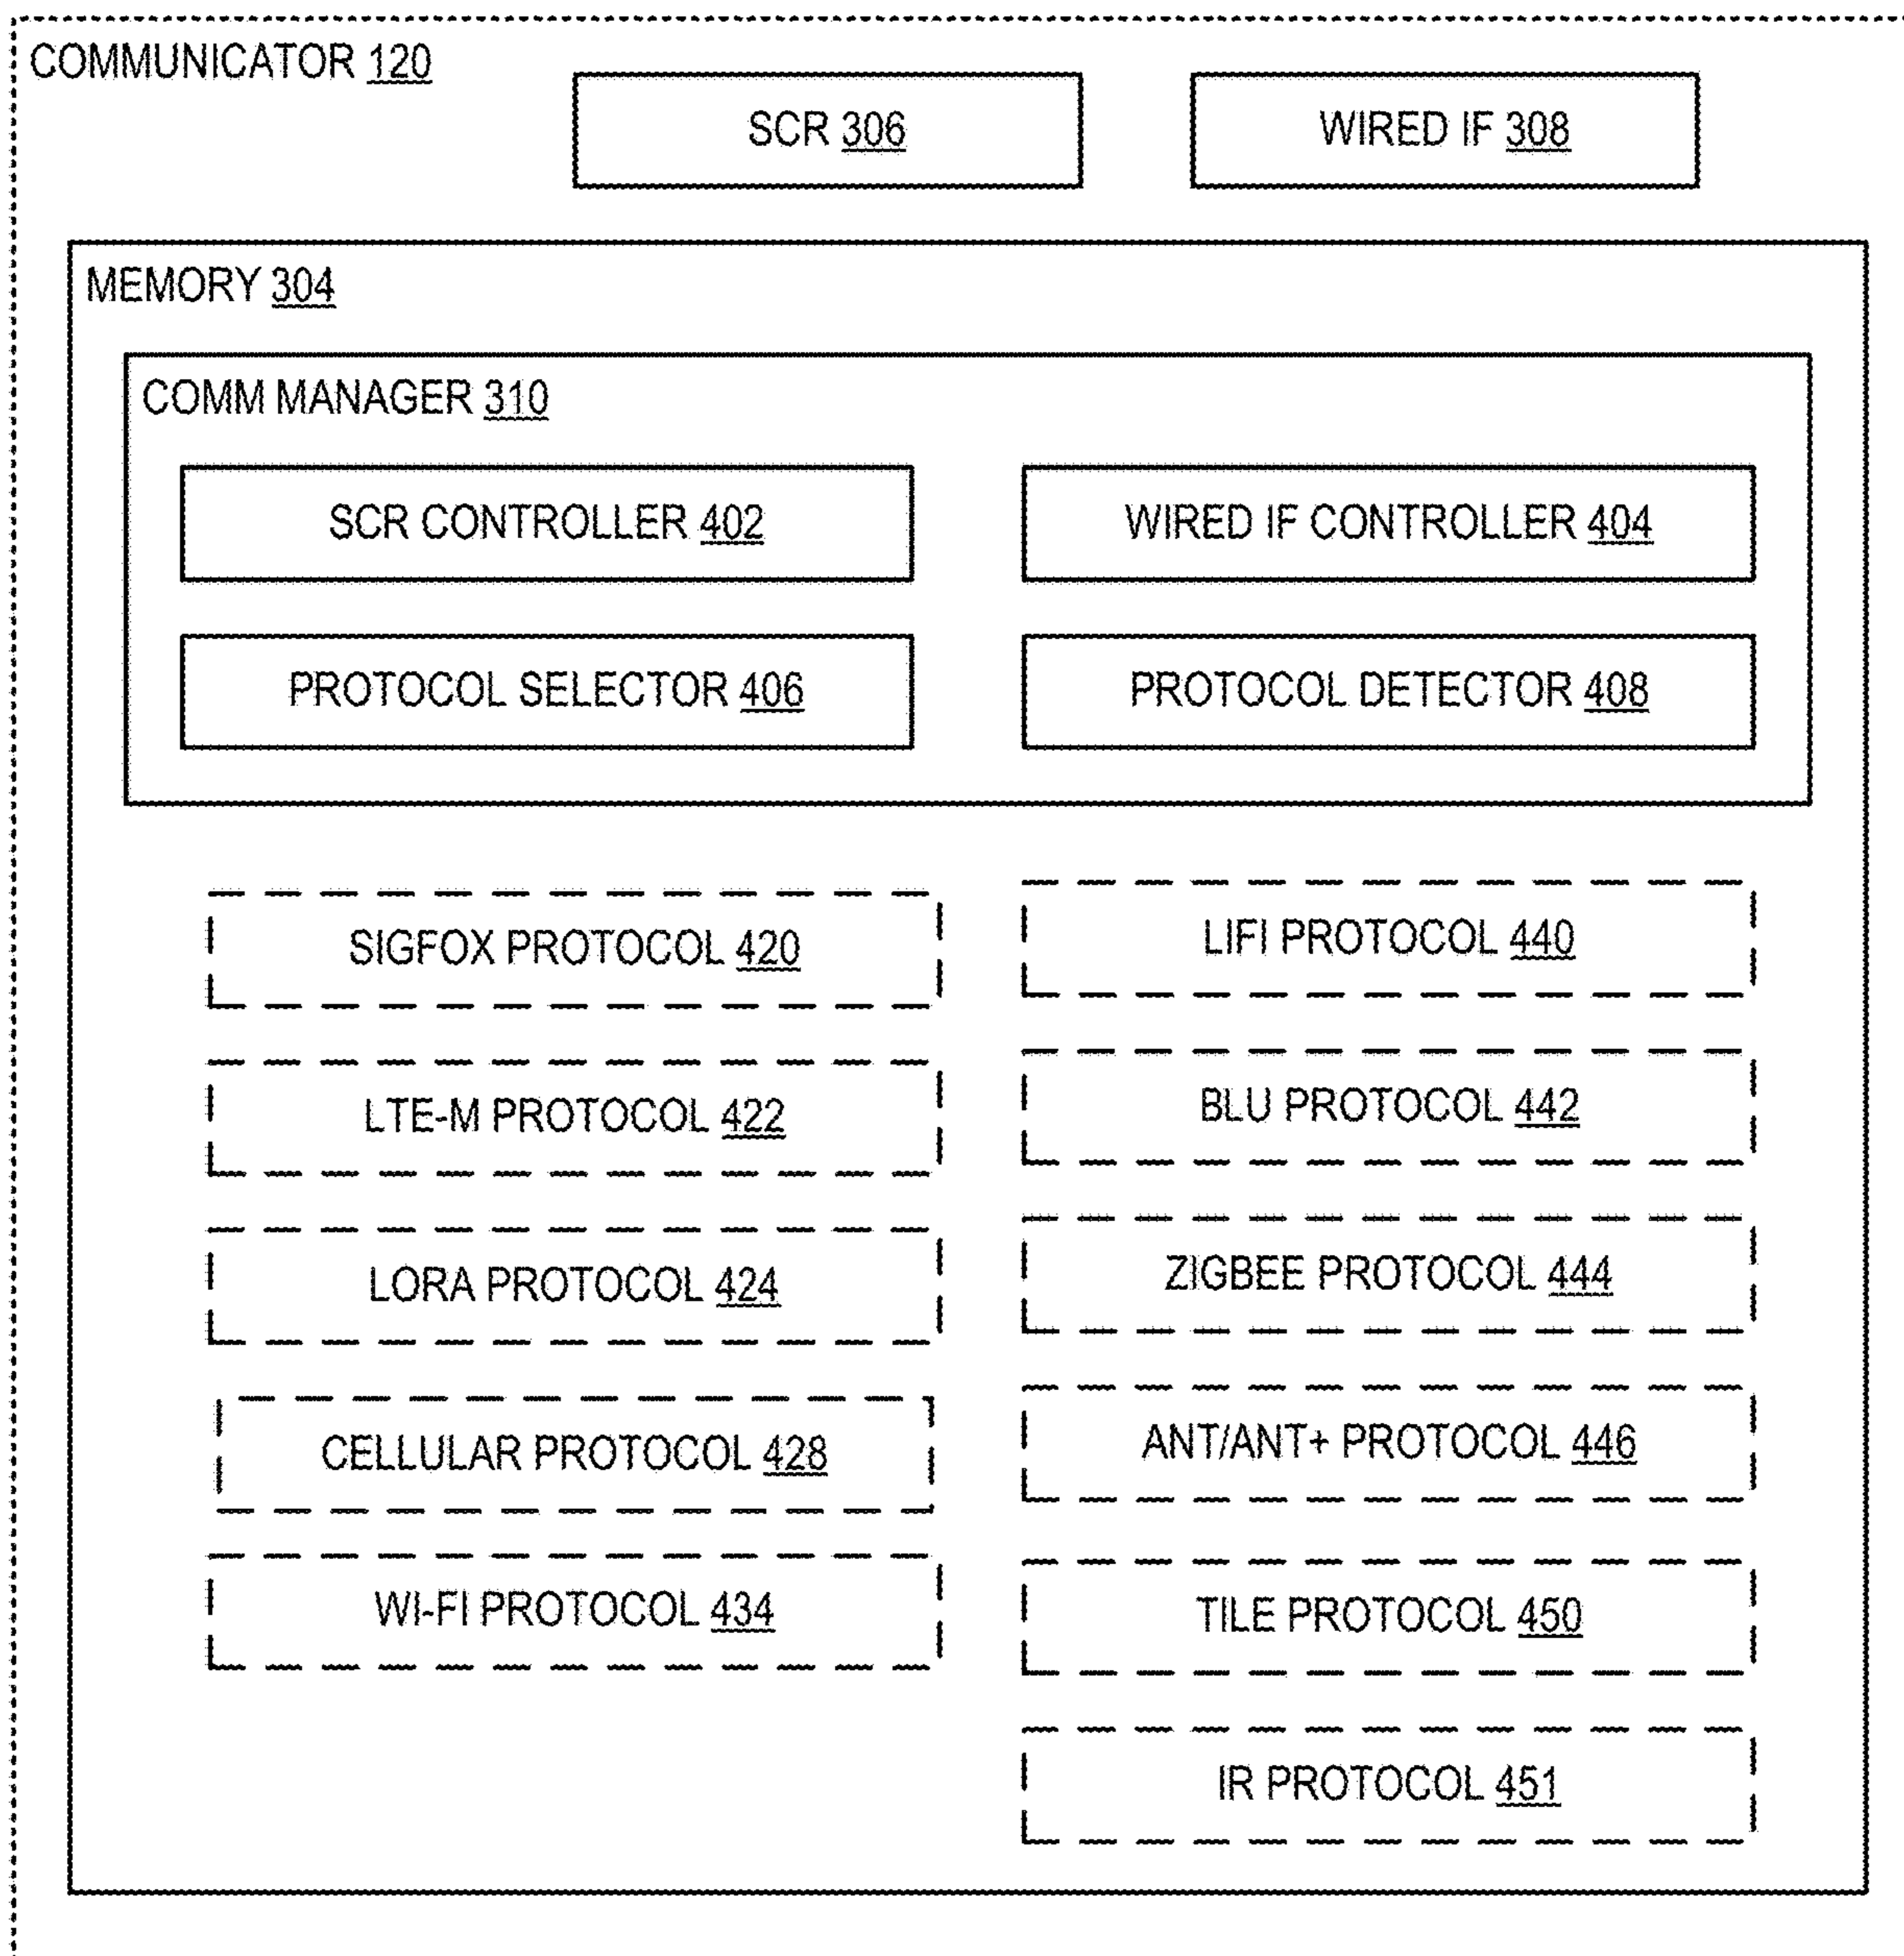 COMMUNICATOR 120
SCR 306
WIRED IF 308
MEMORY 304
COMM MANAGER 310
SCR CONTROLLER 402
WIRED IF CONTROLLER 404
PROTOCOL SELECTOR 406
PROTOCOL DETECTOR 408
SIGFOX PROTOCOL 420
LIFI PROTOCOL 440
LTE-M PROTOCOL 422
BLU PROTOCOL 442
LORA PROTOCOL 424
ZIGBEE PROTOCOL 444
CELLULAR PROTOCOL 428
ANT/ANT+ PROTOCOL 446
WI-FI PROTOCOL 434
TILE PROTOCOL 450
IR PROTOCOL 451